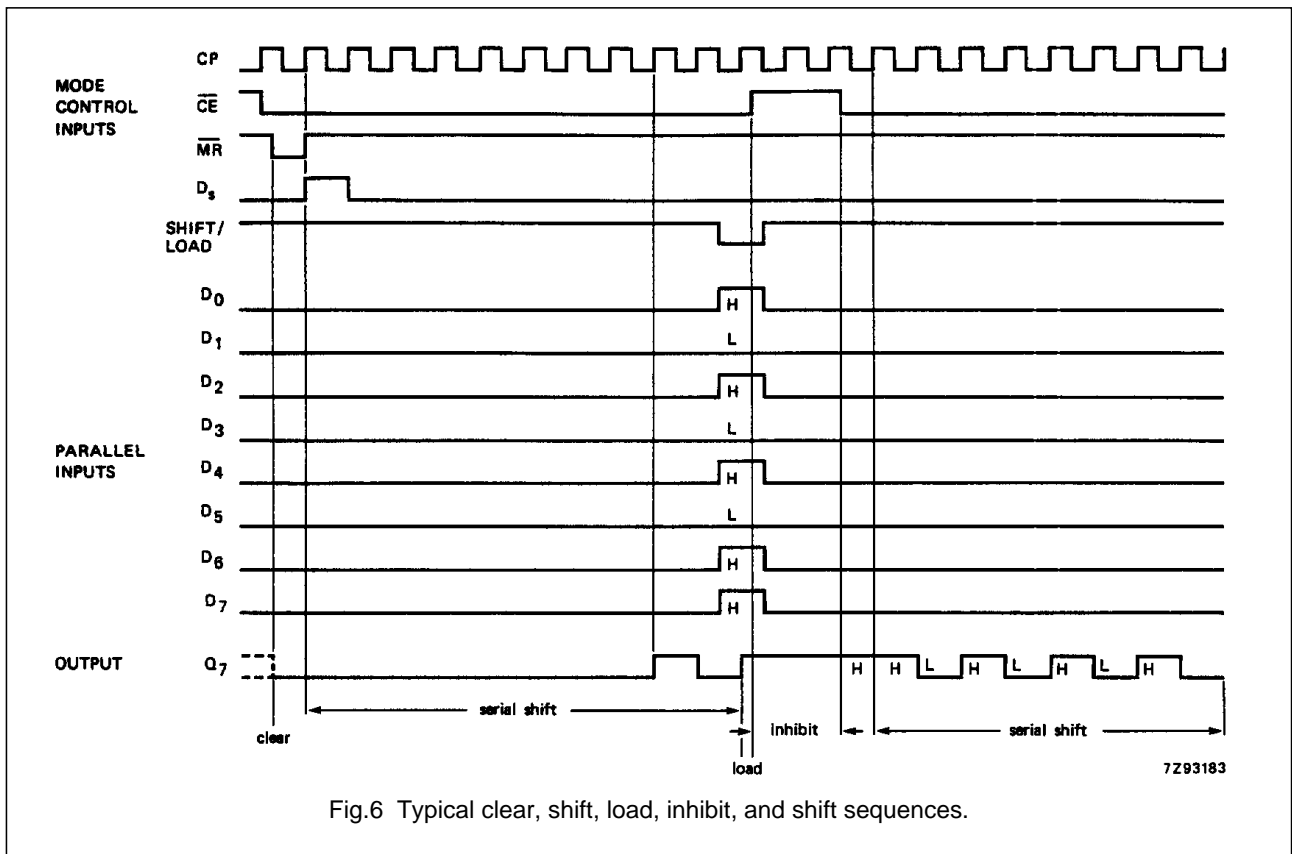 CP
MODE
CONTROL
INPUTS
CE
MR
Ds
SHIFT/
LOAD
D0
H
D1
L
D2
H
D3
L
PARALLEL
INPUTS
D4
H
D5
L
D6
H
D7
H
OUTPUT
Q7
H H L H L H L H
serial shift
clear
inhibit
serial shift
load
7Z93183
Fig.6 Typical clear, shift, load, inhibit, and shift sequences.